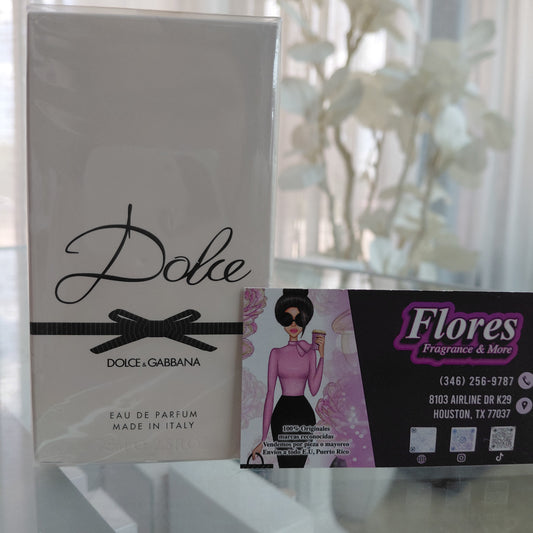 Dolce
DOLCE & GABBANA
EAU DE PARFUM
MADE IN ITALY
Flores
Fragrance & More
(346) 256-9787
8103 AIRLINE DR K29
HOUSTON, TX 77037
100% Originales
marcas reconocidas
Vendemos por pieza o mayoreo
Envios a todo E.U, Puerto Rico